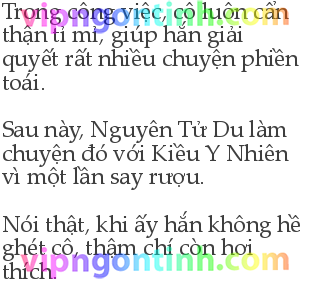 Trong công việc, cô luôn cẩn
thận tỉ mỉ, giúp hắn giải
quyết rất nhiều chuyện phiền
toái.
Sau này, Nguyên Tử Du làm
chuyện đó với Kiều Y Nhiên
vì một lần say rượu.
Nói thật, khi ấy hắn không hề
ghét cô, thậm chí còn hơi
thích.
vipngontinh.com
vipngontinh.com